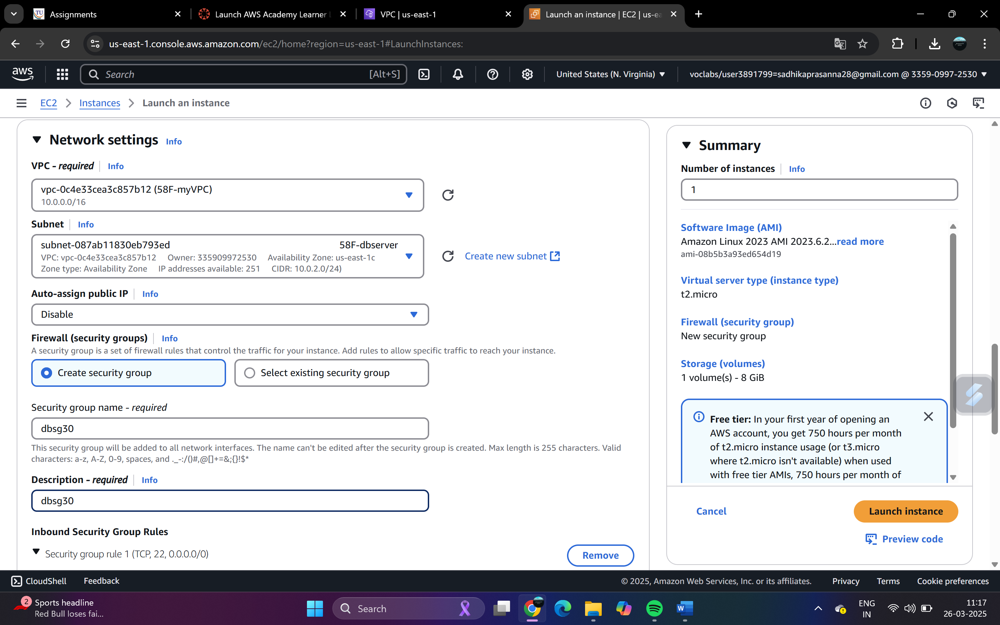 Assignments
Launch AWS Academy Learner L
VPC | us-east-1
Launch an instance | EC2 | us-ea
us-east-1.console.aws.amazon.com/ec2/home?region=us-east-1#LaunchInstances:
aws
Search
[Alt+S]
United States (N. Virginia)
voclabs/user3891799=sadhikaprasanna28@gmail.com @ 3359-0997-2530
EC2
Instances
Launch an instance
Network settings Info
VPC - required Info
vpc-0c4e33cea3c857b12 (58F-myVPC)
10.0.0.0/16
Subnet Info
subnet-087ab11830eb793ed 58F-dbserver
VPC: vpc-0c4e33cea3c857b12 Owner: 335909972530 Availability Zone: us-east-1c
Zone type: Availability Zone IP addresses available: 251 CIDR: 10.0.2.0/24)
Create new subnet
Auto-assign public IP Info
Disable
Firewall (security groups) Info
A security group is a set of firewall rules that control the traffic for your instance. Add rules to allow specific traffic to reach your instance.
Create security group
Select existing security group
Security group name - required
dbsg30
This security group will be added to all network interfaces. The name can't be edited after the security group is created. Max length is 255 characters. Valid
characters: a-z, A-Z, 0-9, spaces, and ._-:/()#,@[]+=&;{}!$*
Description - required Info
dbsg30
Inbound Security Group Rules
Security group rule 1 (TCP, 22, 0.0.0.0/0)
Remove
Summary
Number of instances Info
1
Software Image (AMI)
Amazon Linux 2023 AMI 2023.6.2...read more
ami-08b5b3a93ed654d19
Virtual server type (instance type)
t2.micro
Firewall (security group)
New security group
Storage (volumes)
1 volume(s) - 8 GiB
Free tier: In your first year of opening an
AWS account, you get 750 hours per month
of t2.micro instance usage (or t3.micro
where t2.micro isn't available) when used
with free tier AMIs, 750 hours per month of
Cancel
Launch instance
Preview code
CloudShell
Feedback
© 2025, Amazon Web Services, Inc. or its affiliates.
Privacy
Terms
Cookie preferences
2
Sports headline
Red Bull loses fai...
Search
ENG
IN
11:17
26-03-2025